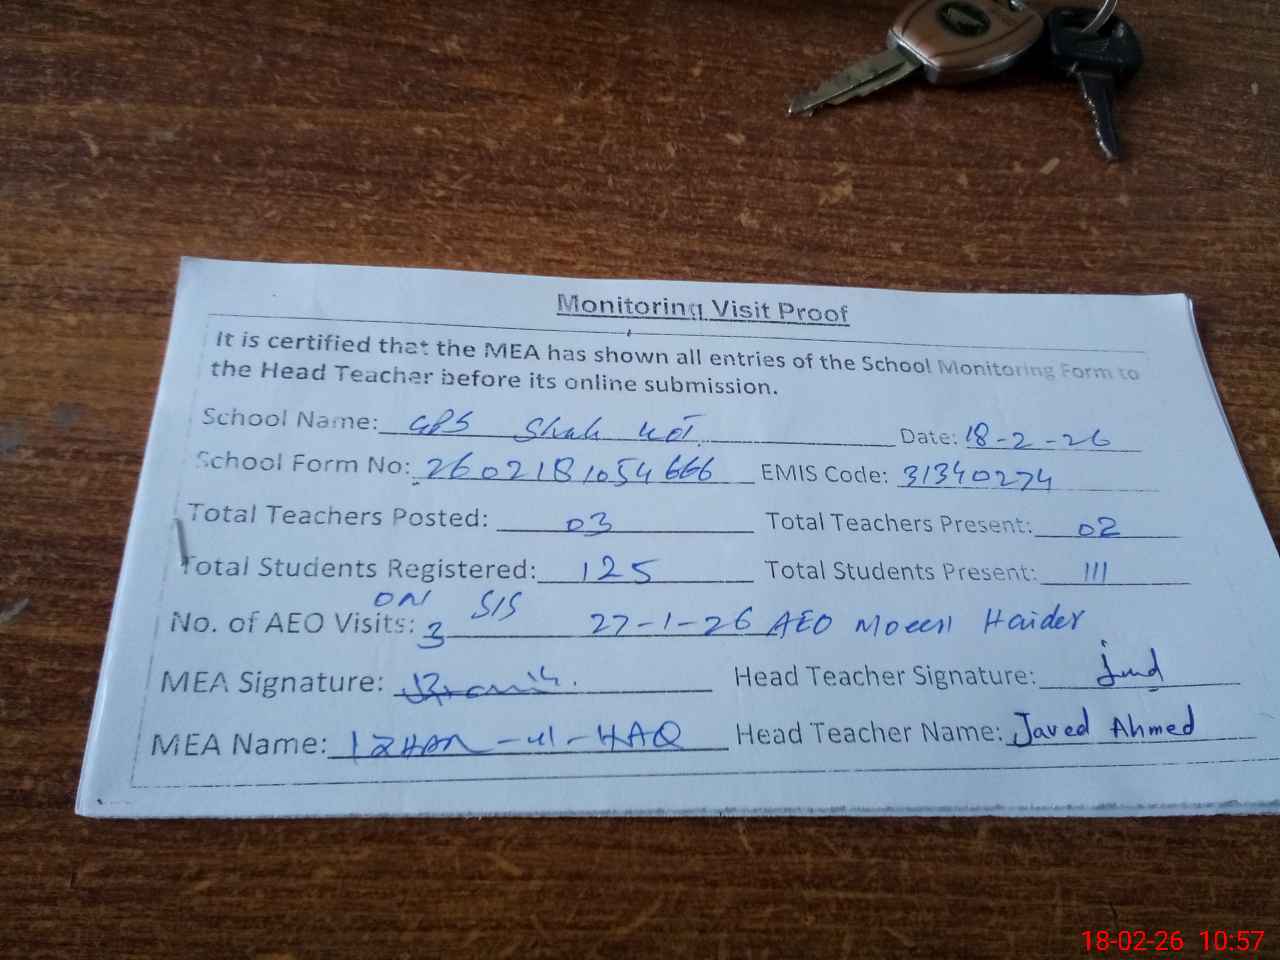 Monitoring Visit Proof
It is certified that the MEA has shown all entries of the School Monitoring Form to
the Head Teacher before its online submission.
School Name: GPS Shah Kot Date: 18-2-26
School Form No: 2602181054666 EMIS Code: 31340274
Total Teachers Posted: 03 Total Teachers Present: 02
Total Students Registered: 125 Total Students Present: 111
ON SIS
No. of AEO Visits: 3 27-1-26 AEO Moeen Haider
MEA Signature: Head Teacher Signature:
MEA Name: IZHAR-ul-HAQ Head Teacher Name: Javed Ahmed
18-02-26 10:57